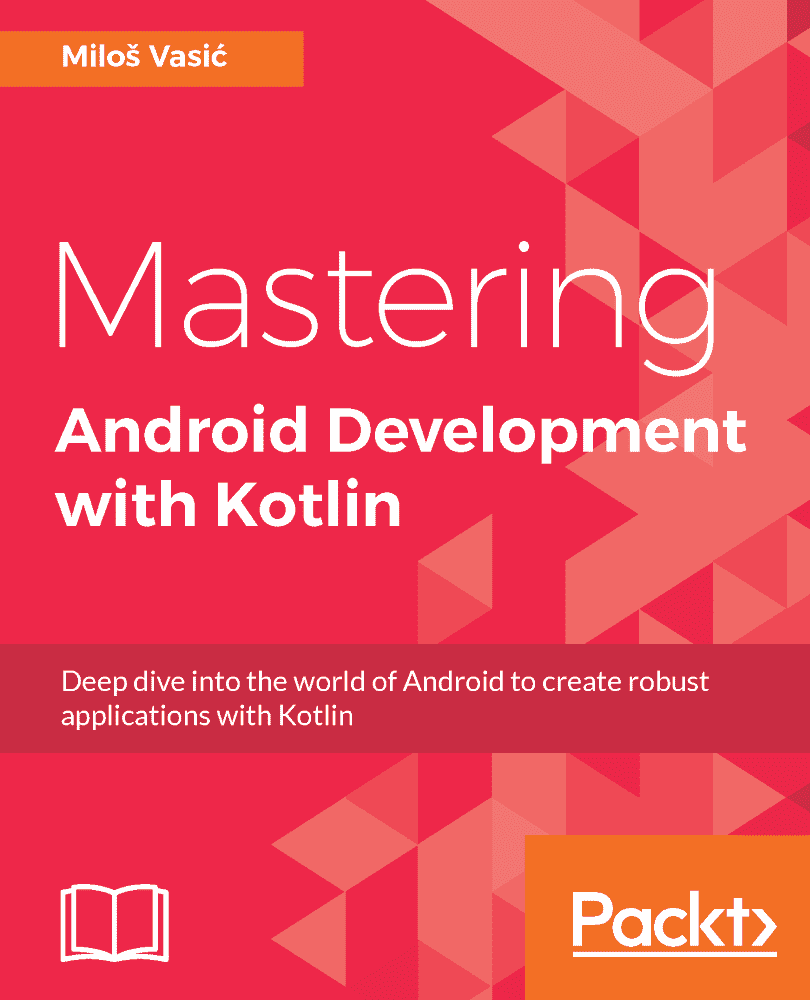 Miloš Vasić
Mastering
Android Development
with Kotlin
Deep dive into the world of Android to create robust
applications with Kotlin
Packt>